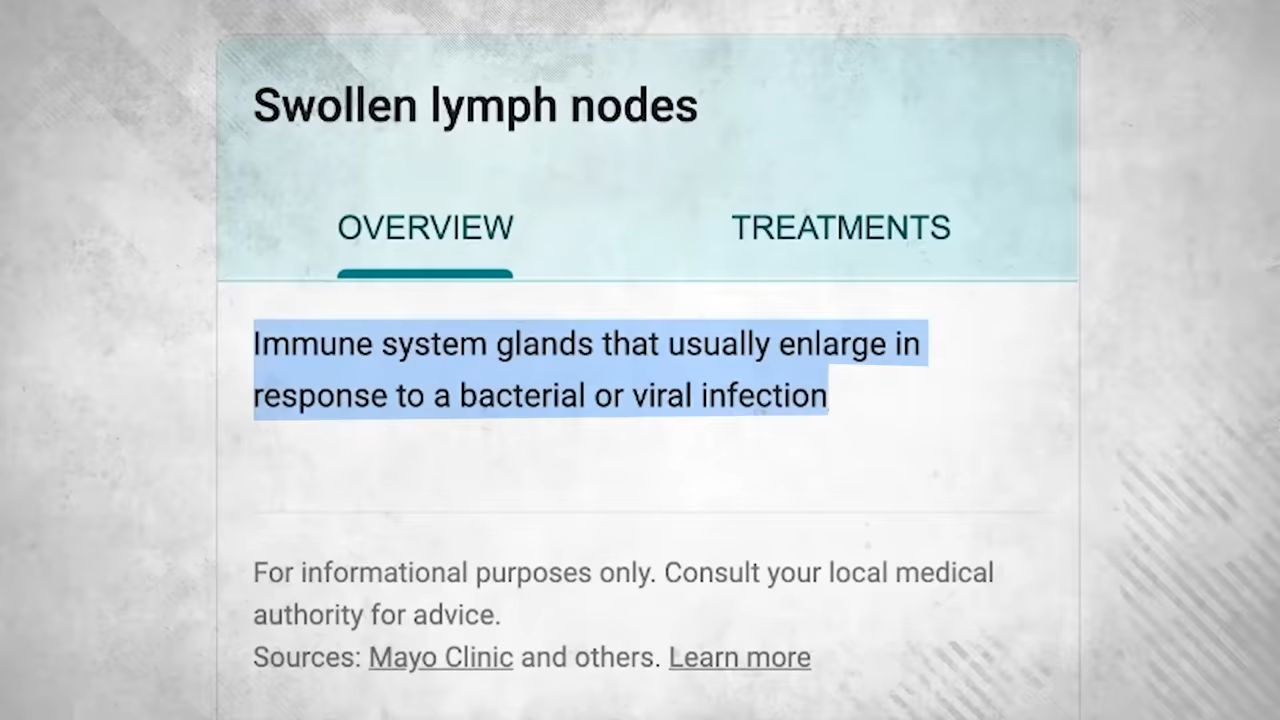 Swollen lymph nodes
OVERVIEW
TREATMENTS
Immune system glands that usually enlarge in
response to a bacterial or viral infection
For informational purposes only. Consult your local medical
authority for advice.
Sources: Mayo Clinic and others. Learn more